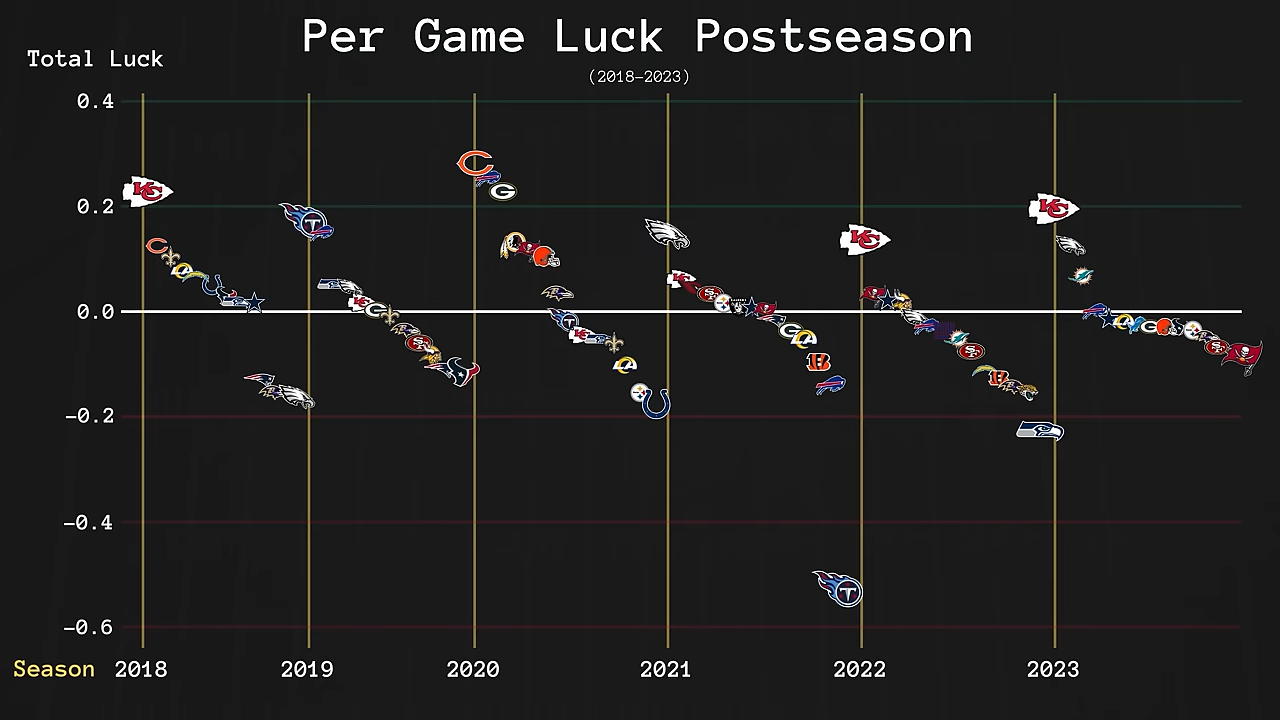 Per Game Luck Postseason
(2018-2023)
Total Luck
0.4
0.2
0.0
-0.2
-0.4
-0.6
Season 2018 2019 2020 2021 2022 2023